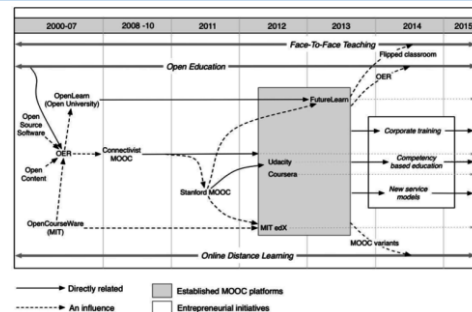 2000-07 2008 -10 2011 2012 2013 2014 2015
Face-To-Face Teaching
Flipped classroom
Open Education
OER
OpenLearn
(Open University)
FutureLearn
Open
Source
Software
Corporate training
OER
Connectivist
MOOC
Udacity
Competency
based education
Open
Content
Coursera
Stanford MOOC
New service
models
OpenCourseWare
(MIT)
MIT edX
MOOC variants
Online Distance Learning
Directly related
Established MOOC platforms
An influence
Entrepreneurial initiatives